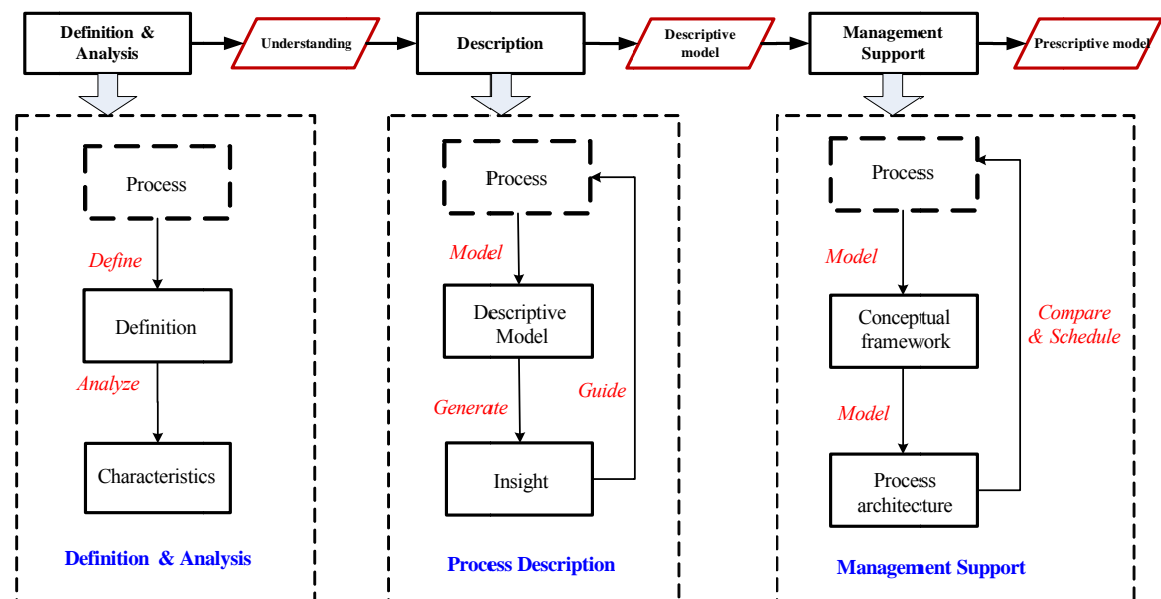 Definition &
Analysis
Understanding
Description
Descriptive
model
Management
Support
Prescriptive model
Process
Define
Definition
Analyze
Characteristics
Definition & Analysis
Process
Model
Descriptive
Model
Generate
Guide
Insight
Process Description
Process
Model
Conceptual
framework
Compare
& Schedule
Model
Process
architecture
Management Support